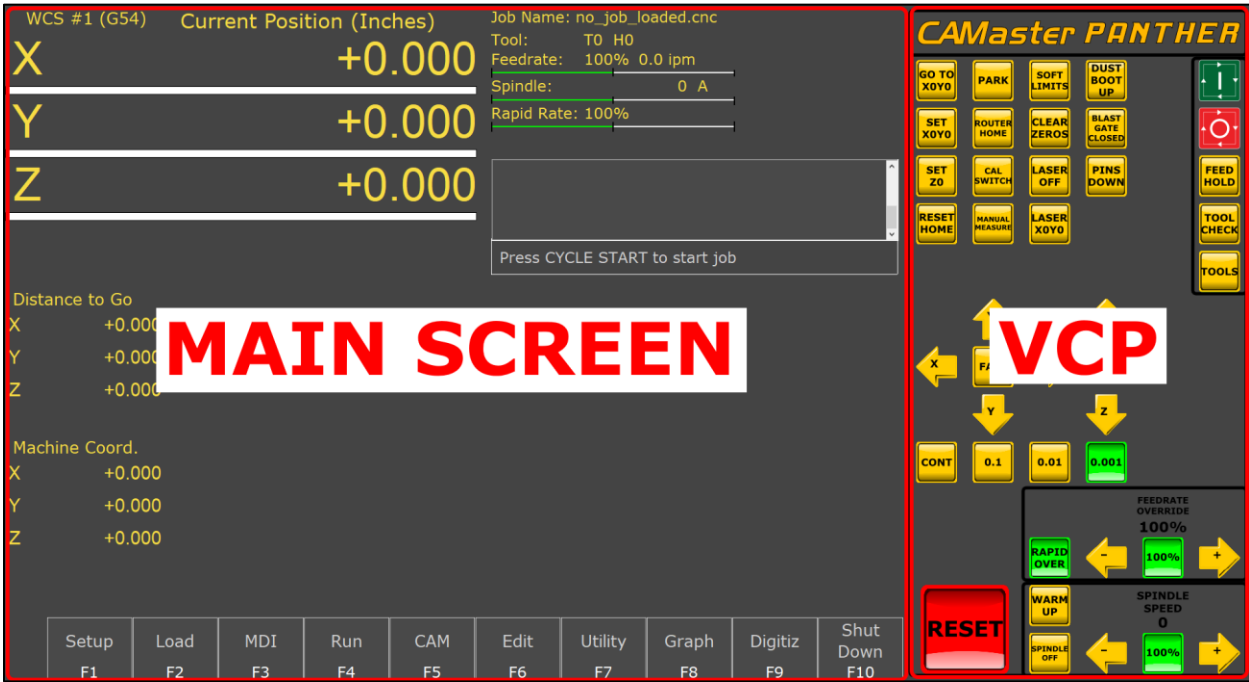 WCS #1 (G54) Current Position (Inches)
X +0.000
Y +0.000
Z +0.000
Job Name: no_job_loaded.cnc
Tool: T0 H0
Feedrate: 100% 0.0 ipm
Spindle: 0 A
Rapid Rate: 100%
Press CYCLE START to start job
Distance to Go
X +0.000
Y +0.000
Z +0.000
MAIN SCREEN
Machine Coord.
X +0.000
Y +0.000
Z +0.000
Setup Load MDI Run CAM Edit Utility Graph Digitiz Shut Down
F1 F2 F3 F4 F5 F6 F7 F8 F9 F10
CAMaster PANTHER
GO TO X0Y0
PARK
SOFT LIMITS
DUST BOOT UP
SET X0Y0
ROUTER HOME
CLEAR ZEROS
BLAST GATE CLOSED
SET Z0
CAL SWITCH
LASER OFF
PINS DOWN
FEED HOLD
RESET HOME
MANUAL MEASURE
LASER X0Y0
TOOL CHECK
TOOLS
VCP
X
Y
Z
CONT
0.1
0.01
0.001
FEEDRATE
OVERRIDE
100%
RAPID OVER
-
100%
+
RESET
WARM UP
SPINDLE
SPEED
0
SPINDLE OFF
-
100%
+